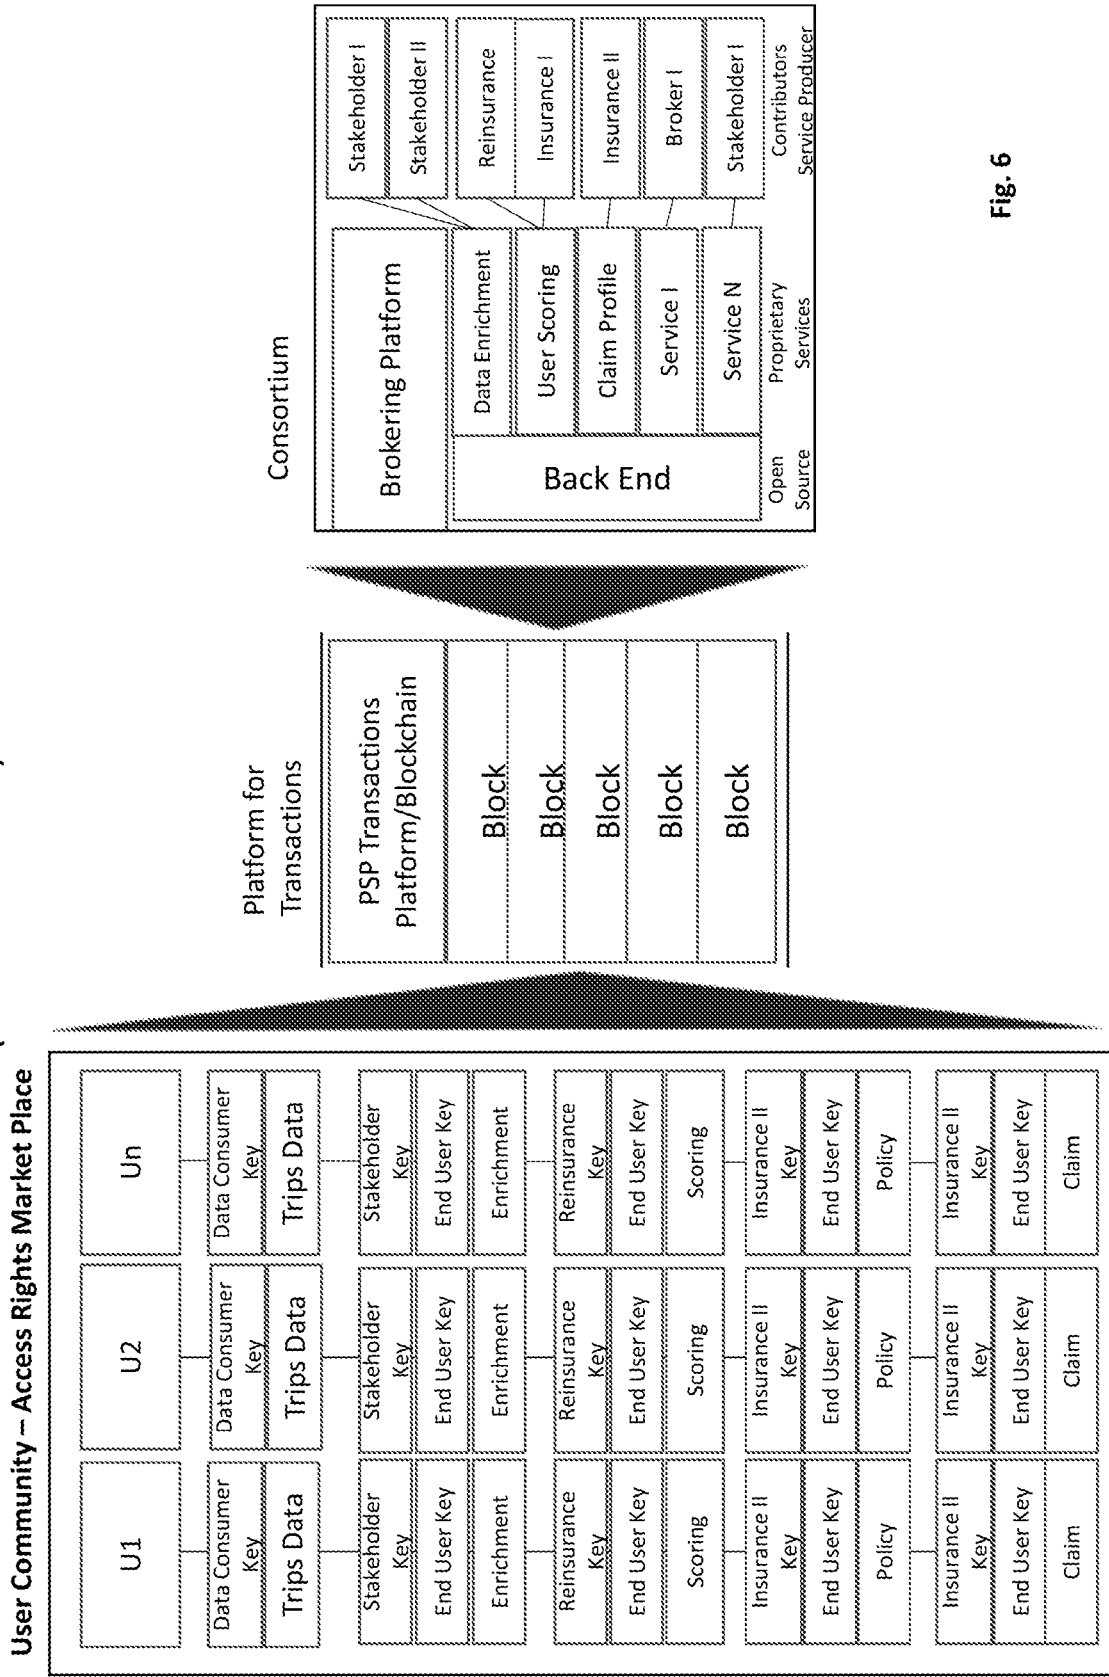 User Community – Access Rights Market Place
U1
Data Consumer
Key
Trips Data
Stakeholder
Key
End User Key
Enrichment
Reinsurance
Key
End User Key
Scoring
Insurance II
Key
End User Key
Policy
Insurance II
Key
End User Key
Claim
U2
Data Consumer
Key
Trips Data
Stakeholder
Key
End User Key
Enrichment
Reinsurance
Key
End User Key
Scoring
Insurance II
Key
End User Key
Policy
Insurance II
Key
End User Key
Claim
Un
Data Consumer
Key
Trips Data
Stakeholder
Key
End User Key
Enrichment
Reinsurance
Key
End User Key
Scoring
Insurance II
Key
End User Key
Policy
Insurance II
Key
End User Key
Claim
Platform for
Transactions
PSP Transactions
Platform/Blockchain
Block
Block
Block
Block
Block
Consortium
Brokering Platform
Back End
Open
Source
Data Enrichment
User Scoring
Claim Profile
Service I
Service N
Proprietary
Services
Stakeholder I
Stakeholder II
Reinsurance
Insurance I
Insurance II
Broker I
Stakeholder I
Contributors
Service Producer
Fig. 6